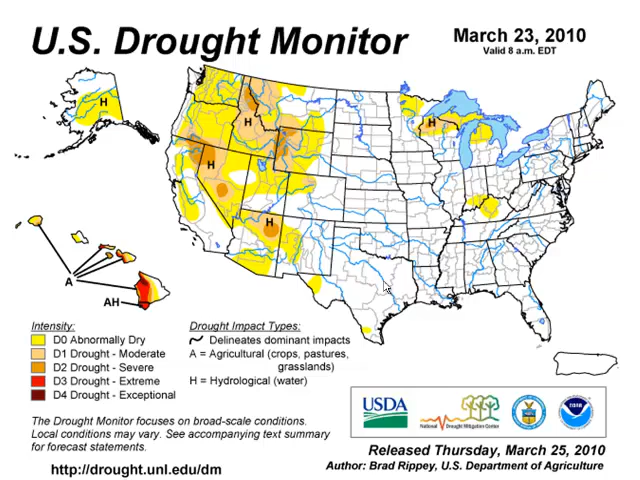 U.S. Drought Monitor
March 23, 2010
Valid 8 a.m. EDT
H
H
H
H
H
A
AH
Intensity:
D0 Abnormally Dry
D1 Drought - Moderate
D2 Drought - Severe
D3 Drought - Extreme
D4 Drought - Exceptional
Drought Impact Types:
Delineates dominant impacts
A = Agricultural (crops, pastures,
grasslands)
H = Hydrological (water)
The Drought Monitor focuses on broad-scale conditions.
Local conditions may vary. See accompanying text summary
for forecast statements.
http://drought.unl.edu/dm
USDA
National Drought Mitigation Center
Released Thursday, March 25, 2010
Author: Brad Rippey, U.S. Department of Agriculture